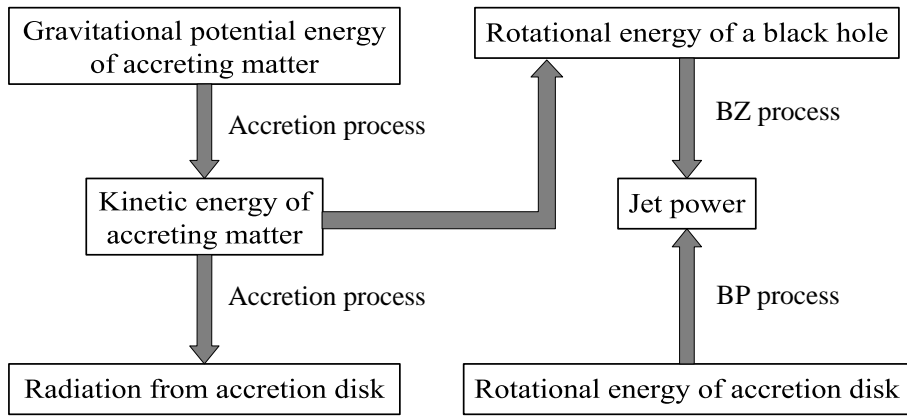 Gravitational potential energy
of accreting matter
Rotational energy of a black hole
Accretion process
BZ process
Kinetic energy of
accreting matter
Jet power
Accretion process
BP process
Radiation from accretion disk
Rotational energy of accretion disk